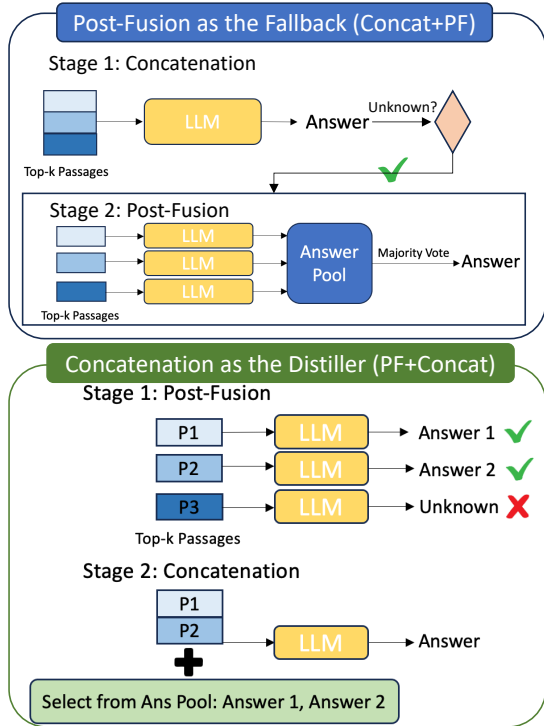 Post-Fusion as the Fallback (Concat+PF)
Stage 1: Concatenation
LLM
Answer
Unknown?
Top-k Passages
Stage 2: Post-Fusion
LLM
LLM
LLM
Answer
Pool
Majority Vote
Answer
Top-k Passages
Concatenation as the Distiller (PF+Concat)
Stage 1: Post-Fusion
P1
LLM
Answer 1
P2
LLM
Answer 2
P3
LLM
Unknown
Top-k Passages
Stage 2: Concatenation
P1
P2
LLM
Answer
Select from Ans Pool: Answer 1, Answer 2